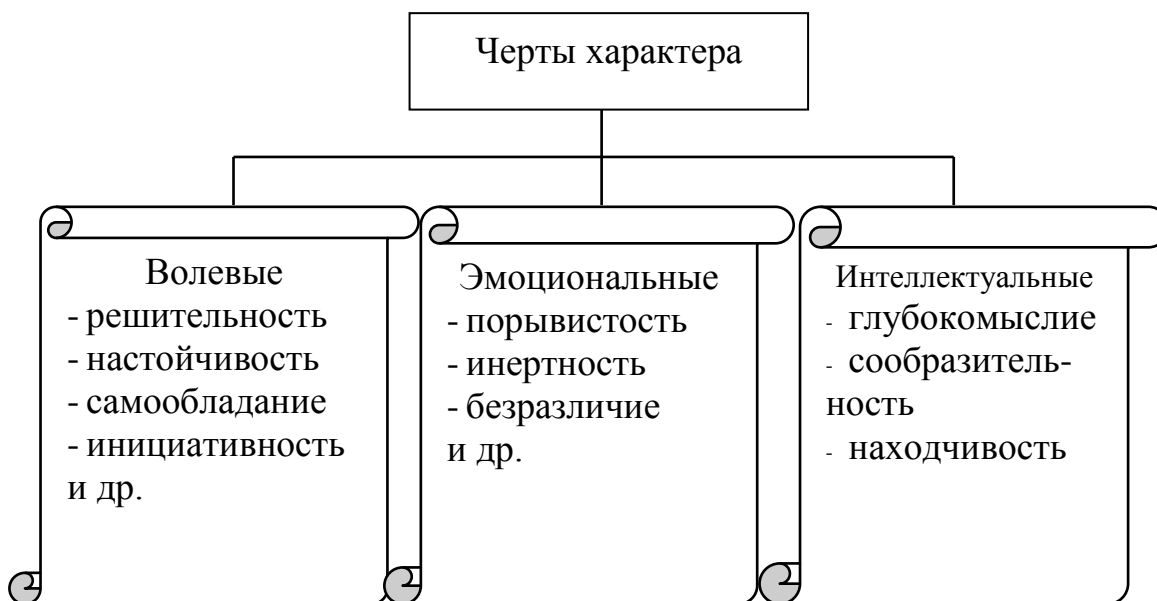 Черты характера
Волевые
- решительность
- настойчивость
- самообладание
- инициативность
и др.
Эмоциональные
- порывистость
- инертность
- безразличие
и др.
Интеллектуальные
- глубокомыслие
- сообразитель-
ность
- находчивость